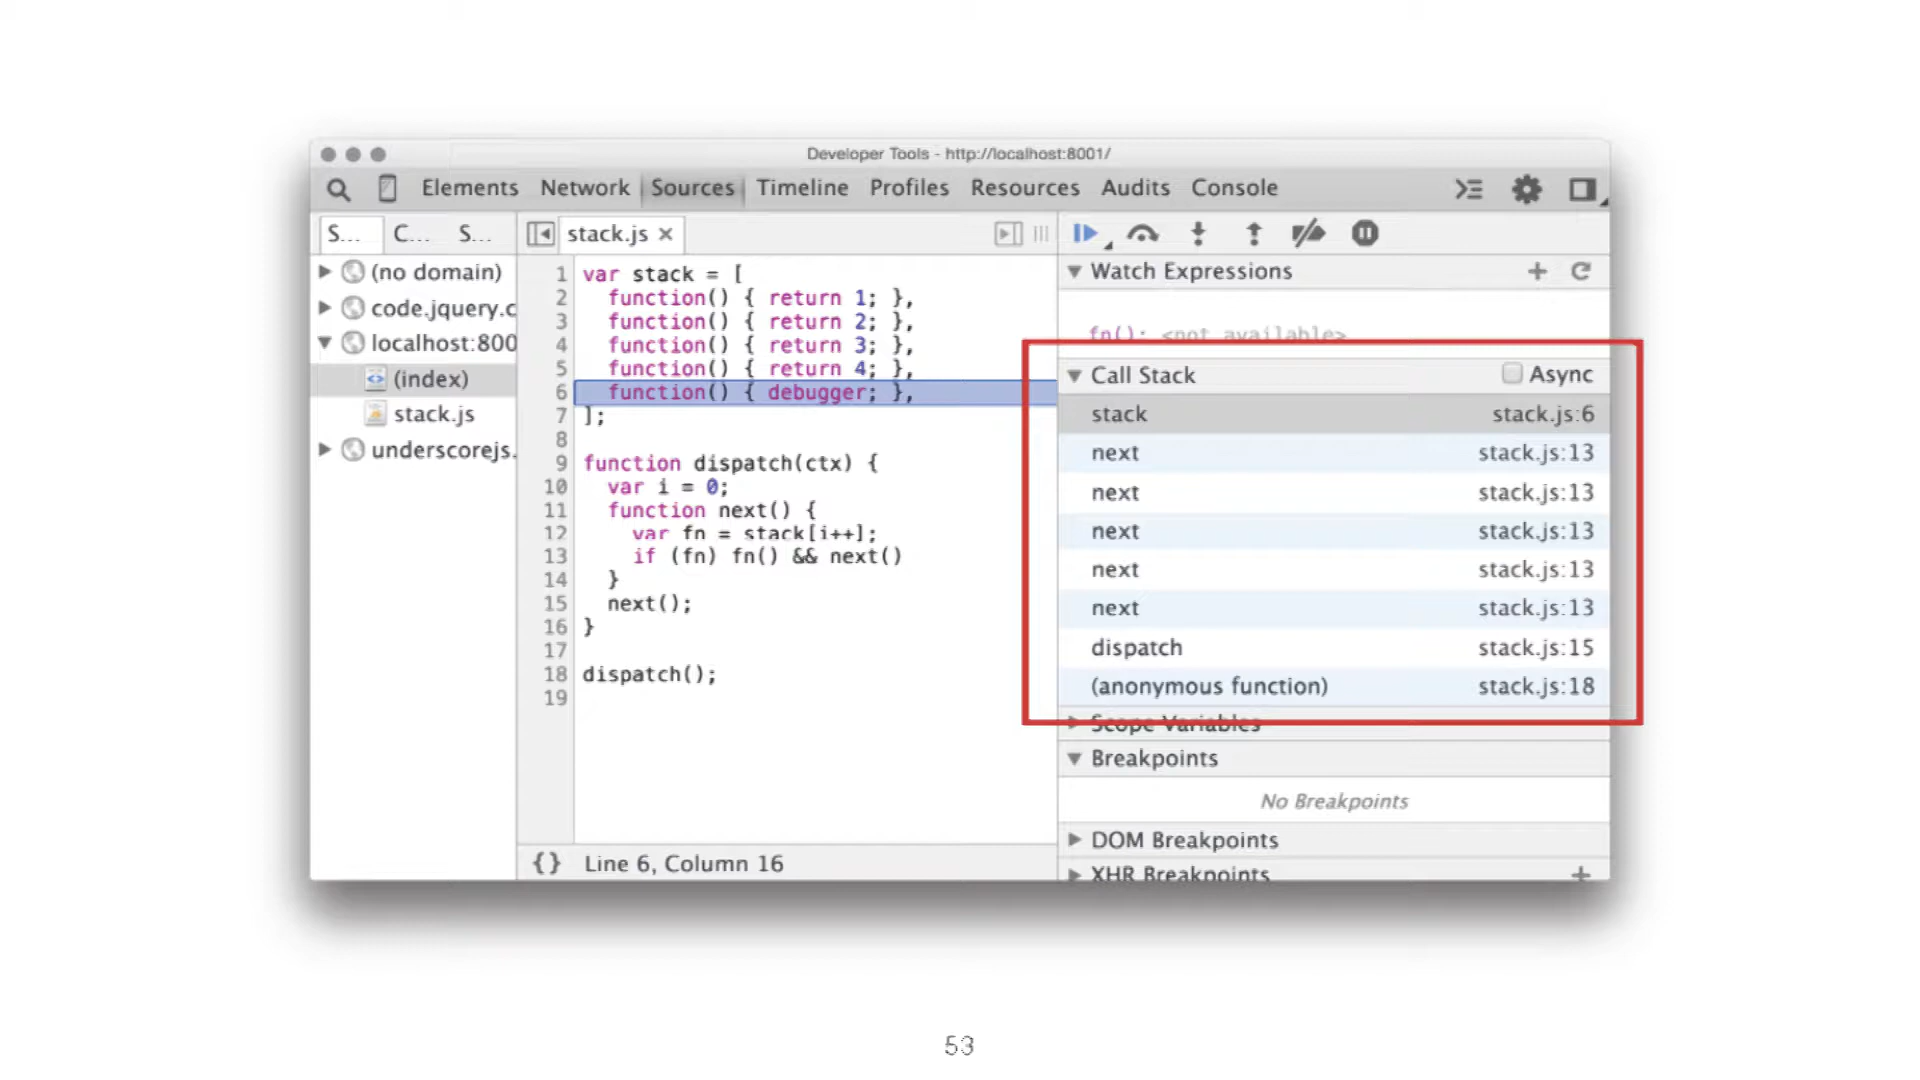 Developer Tools - http://localhost:8001/
Elements Network Sources Timeline Profiles Resources Audits Console
S... C... S...
stack.js ×
(no domain)
code.jquery.c
localhost:800
(index)
stack.js
underscorejs.
1 var stack = [
2 function() { return 1; },
3 function() { return 2; },
4 function() { return 3; },
5 function() { return 4; },
6 function() { debugger; },
7 ];
8
9 function dispatch(ctx) {
10 var i = 0;
11 function next() {
12 var fn = stack[i++];
13 if (fn) fn() && next()
14 }
15 next();
16 }
17
18 dispatch();
19
{} Line 6, Column 16
Watch Expressions
fn(): <not available>
Call Stack Async
stack stack.js:6
next stack.js:13
next stack.js:13
next stack.js:13
next stack.js:13
next stack.js:13
dispatch stack.js:15
(anonymous function) stack.js:18
Scope Variables
Breakpoints
No Breakpoints
DOM Breakpoints
XHR Breakpoints
53